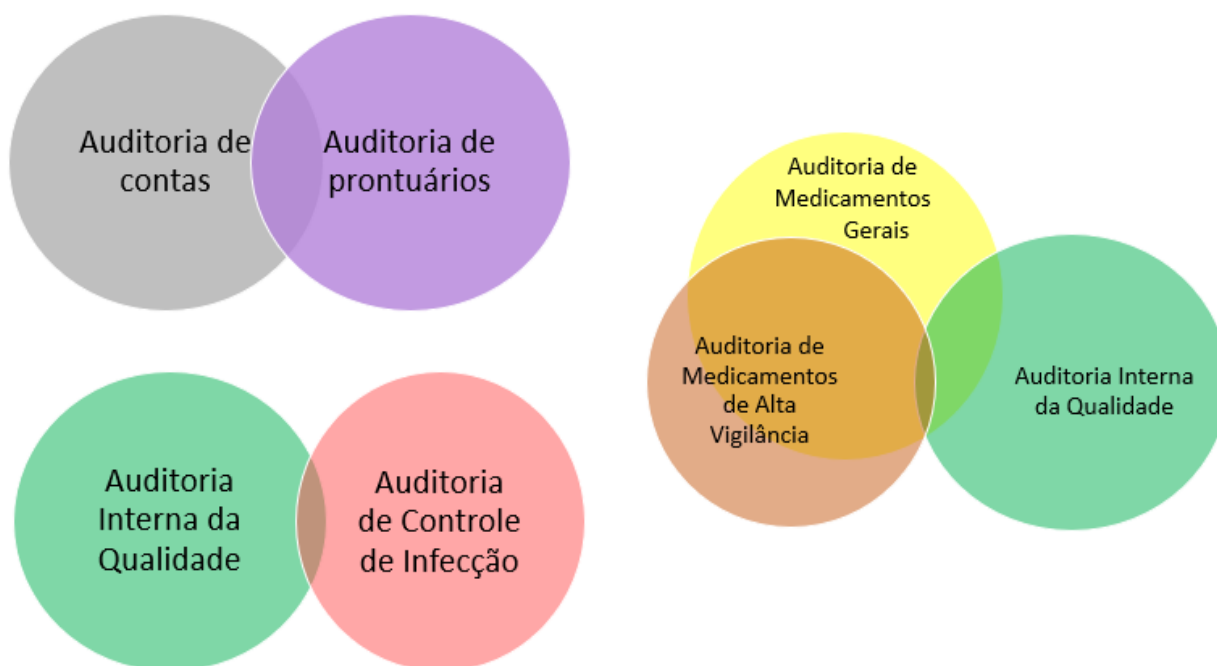 Auditoria de
contas
Auditoria de
prontuários
Auditoria
Interna da
Qualidade
Auditoria
de Controle
de Infecção
Auditoria de
Medicamentos
Gerais
Auditoria de
Medicamentos
de Alta
Vigilância
Auditoria Interna
da Qualidade